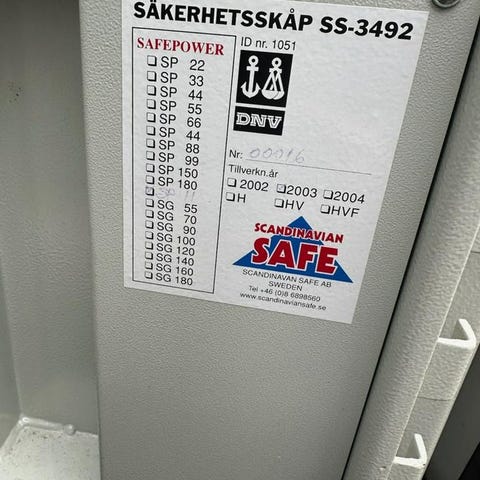 SÄKERHETSSKÅP SS-3492
SAFEPOWER
SP 22
SP 33
SP 44
SP 55
SP 66
SP 44
SP 88
SP 99
SP 150
SP 180
SP 11
SG 55
SG 70
SG 90
SG 100
SG 120
SG 140
SG 160
SG 180
ID nr. 1051
DNV
Nr: 00016
Tillverkn.år
2002 2003 2004
H HV HVF
SCANDINAVIAN
SAFE
SCANDINAVAN SAFE AB
SWEDEN
Tel +46 (0)8 6898560
www.scandinaviansafe.se